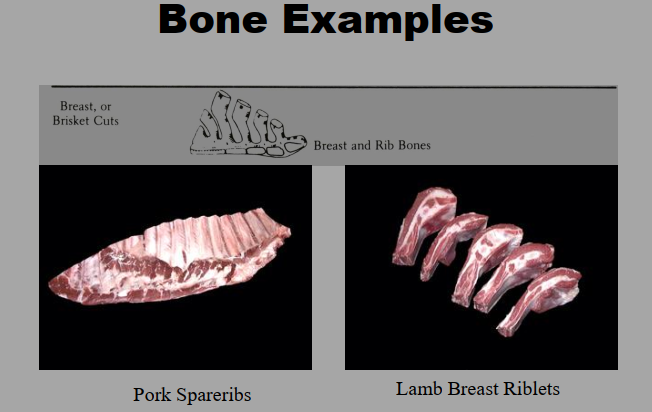 Bone Examples
Breast, or
Brisket Cuts
Breast and Rib Bones
Pork Spareribs
Lamb Breast Riblets